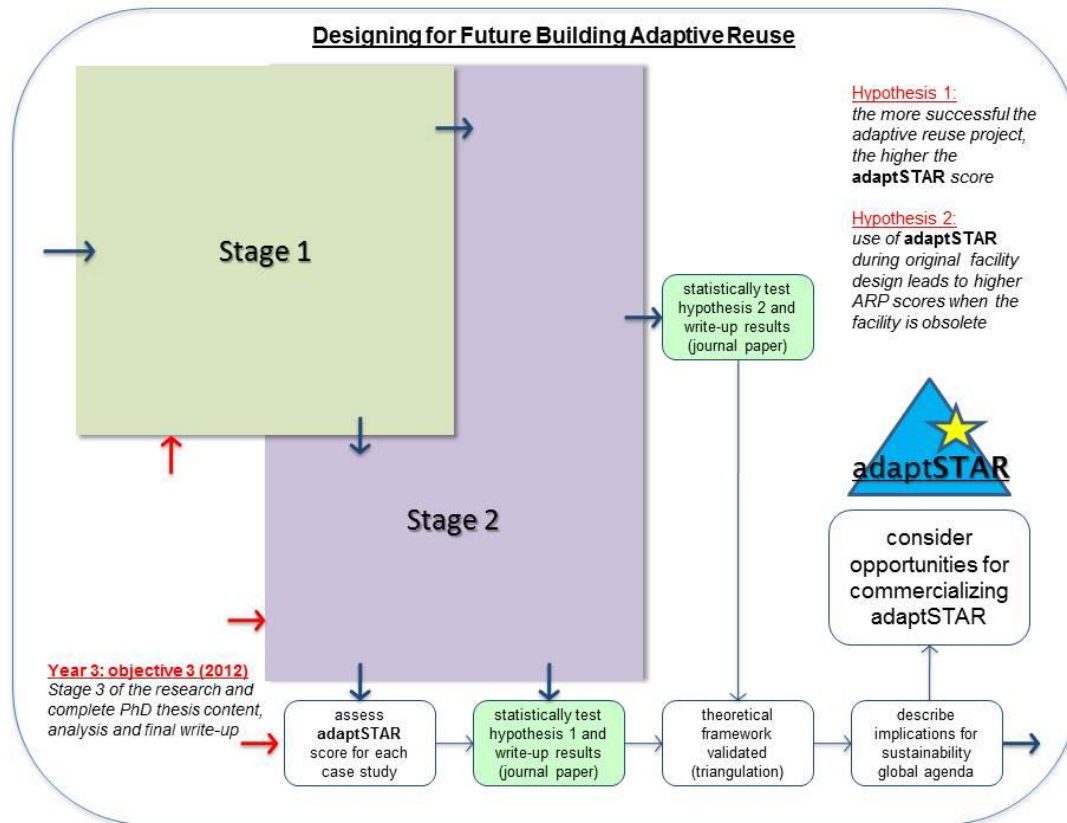 Designing for Future Building Adaptive Reuse
Hypothesis 1:
the more successful the
adaptive reuse project,
the higher the
adaptSTAR score
Hypothesis 2:
use of adaptSTAR
during original facility
design leads to higher
ARP scores when the
facility is obsolete
Stage 1
statistically test
hypothesis 2 and
write-up results
(journal paper)
adaptSTAR
Stage 2
consider
opportunities for
commercializing
adaptSTAR
Year 3: objective 3 (2012)
Stage 3 of the research and
complete PhD thesis content,
analysis and final write-up
assess
adaptSTAR
score for each
case study
statistically test
hypothesis 1 and
write-up results
(journal paper)
theoretical
framework
validated
(triangulation)
describe
implications for
sustainability
global agenda